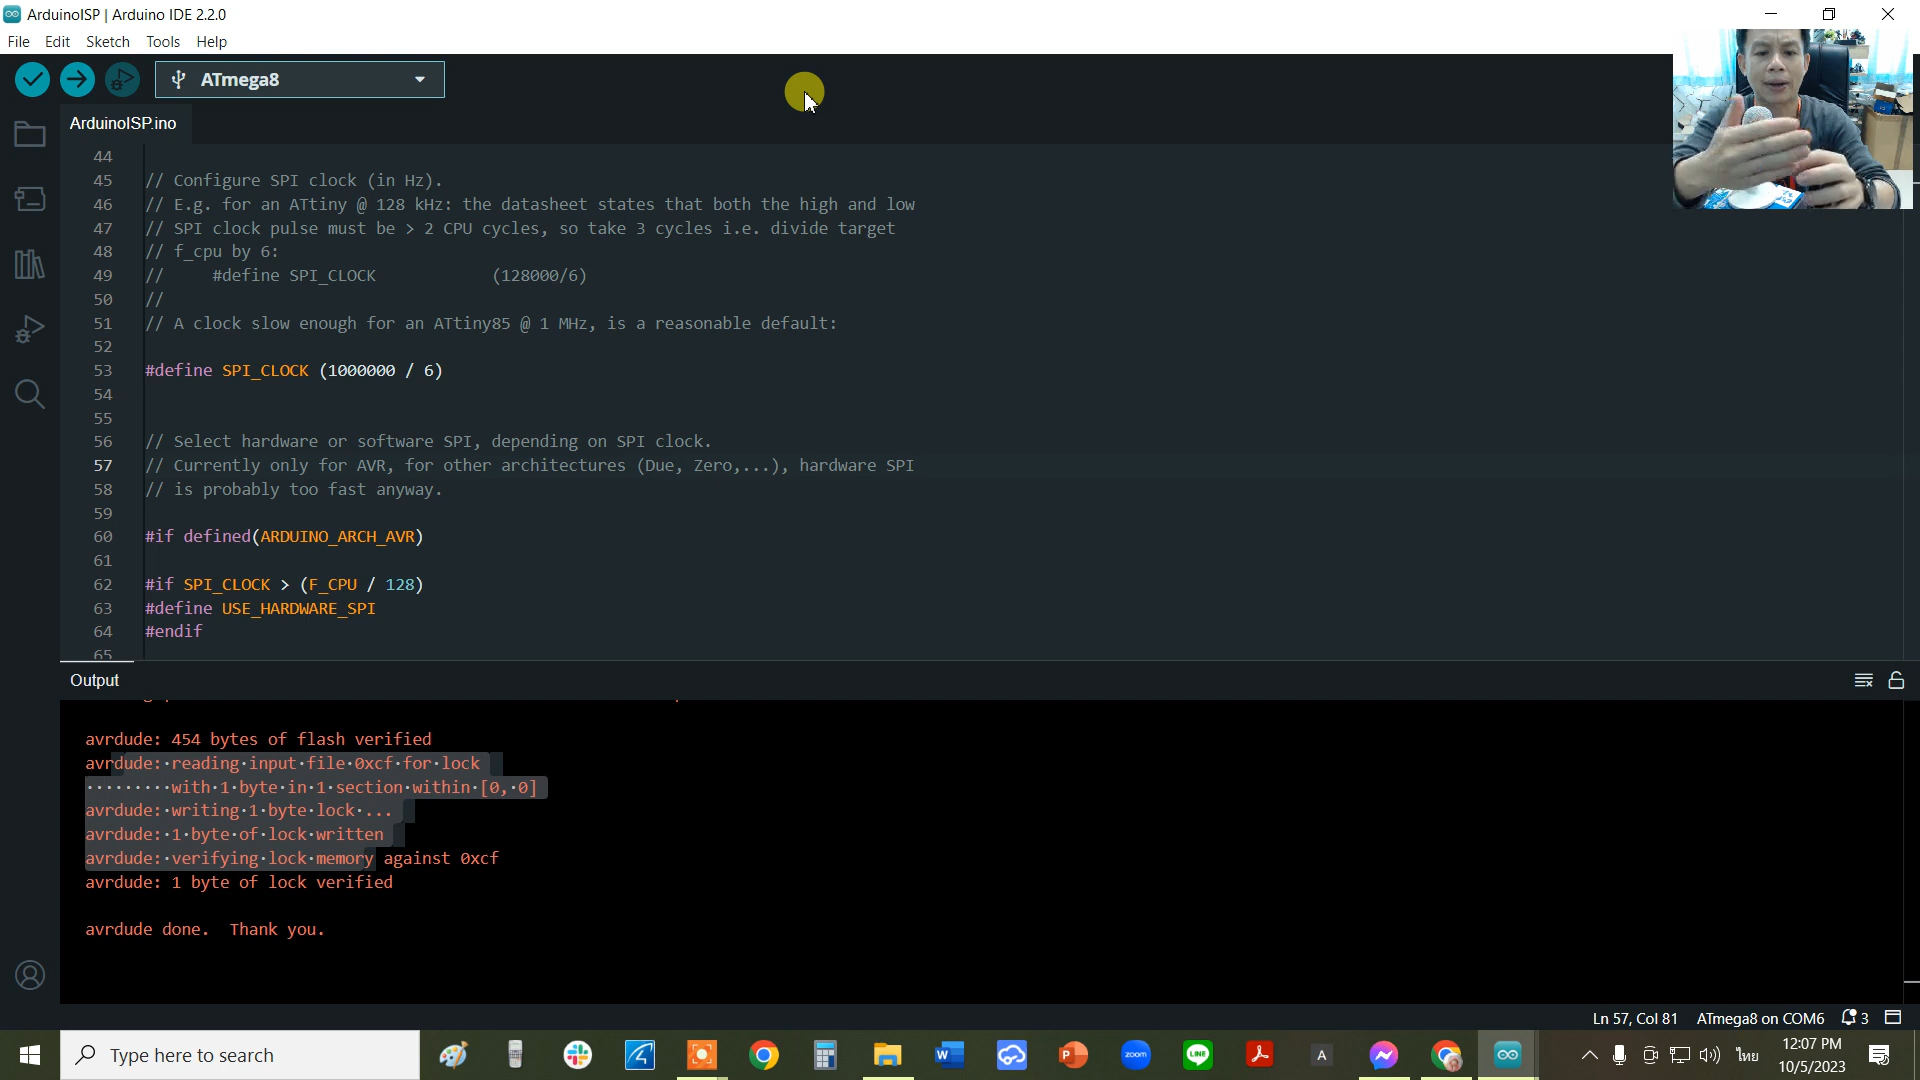 ArduinoISP | Arduino IDE 2.2.0
File Edit Sketch Tools Help
ATmega8
ArduinoISP.ino
44
45 // Configure SPI clock (in Hz).
46 // E.g. for an ATtiny @ 128 kHz: the datasheet states that both the high and low
47 // SPI clock pulse must be > 2 CPU cycles, so take 3 cycles i.e. divide target
48 // f_cpu by 6:
49 //     #define SPI_CLOCK            (128000/6)
50 //
51 // A clock slow enough for an ATtiny85 @ 1 MHz, is a reasonable default:
52
53 #define SPI_CLOCK (1000000 / 6)
54
55
56 // Select hardware or software SPI, depending on SPI clock.
57 // Currently only for AVR, for other architectures (Due, Zero,...), hardware SPI
58 // is probably too fast anyway.
59
60 #if defined(ARDUINO_ARCH_AVR)
61
62 #if SPI_CLOCK > (F_CPU / 128)
63 #define USE_HARDWARE_SPI
64 #endif
65
Output
avrdude: 454 bytes of flash verified
avrdude:·reading·input·file·0xcf·for·lock
·········with·1·byte·in·1·section·within·[0,·0]
avrdude:·writing·1·byte·lock·...
avrdude:·1·byte·of·lock·written
avrdude:·verifying·lock·memory against 0xcf
avrdude: 1 byte of lock verified
avrdude done.  Thank you.
Ln 57, Col 81 ATmega8 on COM6 3
Type here to search
zoom
LINE
A
ไทย
12:07 PM
10/5/2023